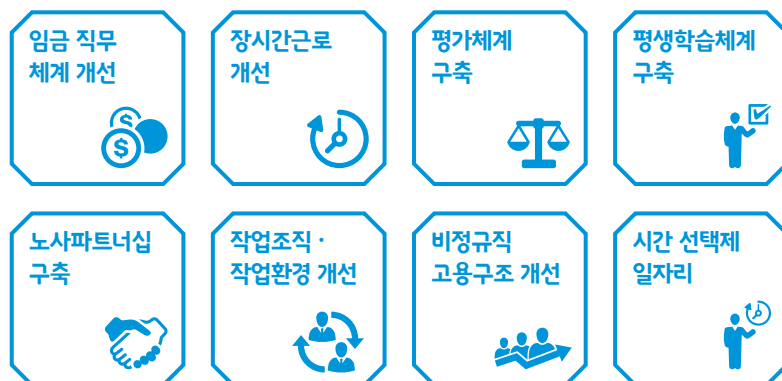 임금 직무
체계 개선
장시간근로
개선
평가체계
구축
평생학습체계
구축
$
$
노사파트너십
구축
작업조직 ·
작업환경 개선
비정규직
고용구조 개선
시간 선택제
일자리